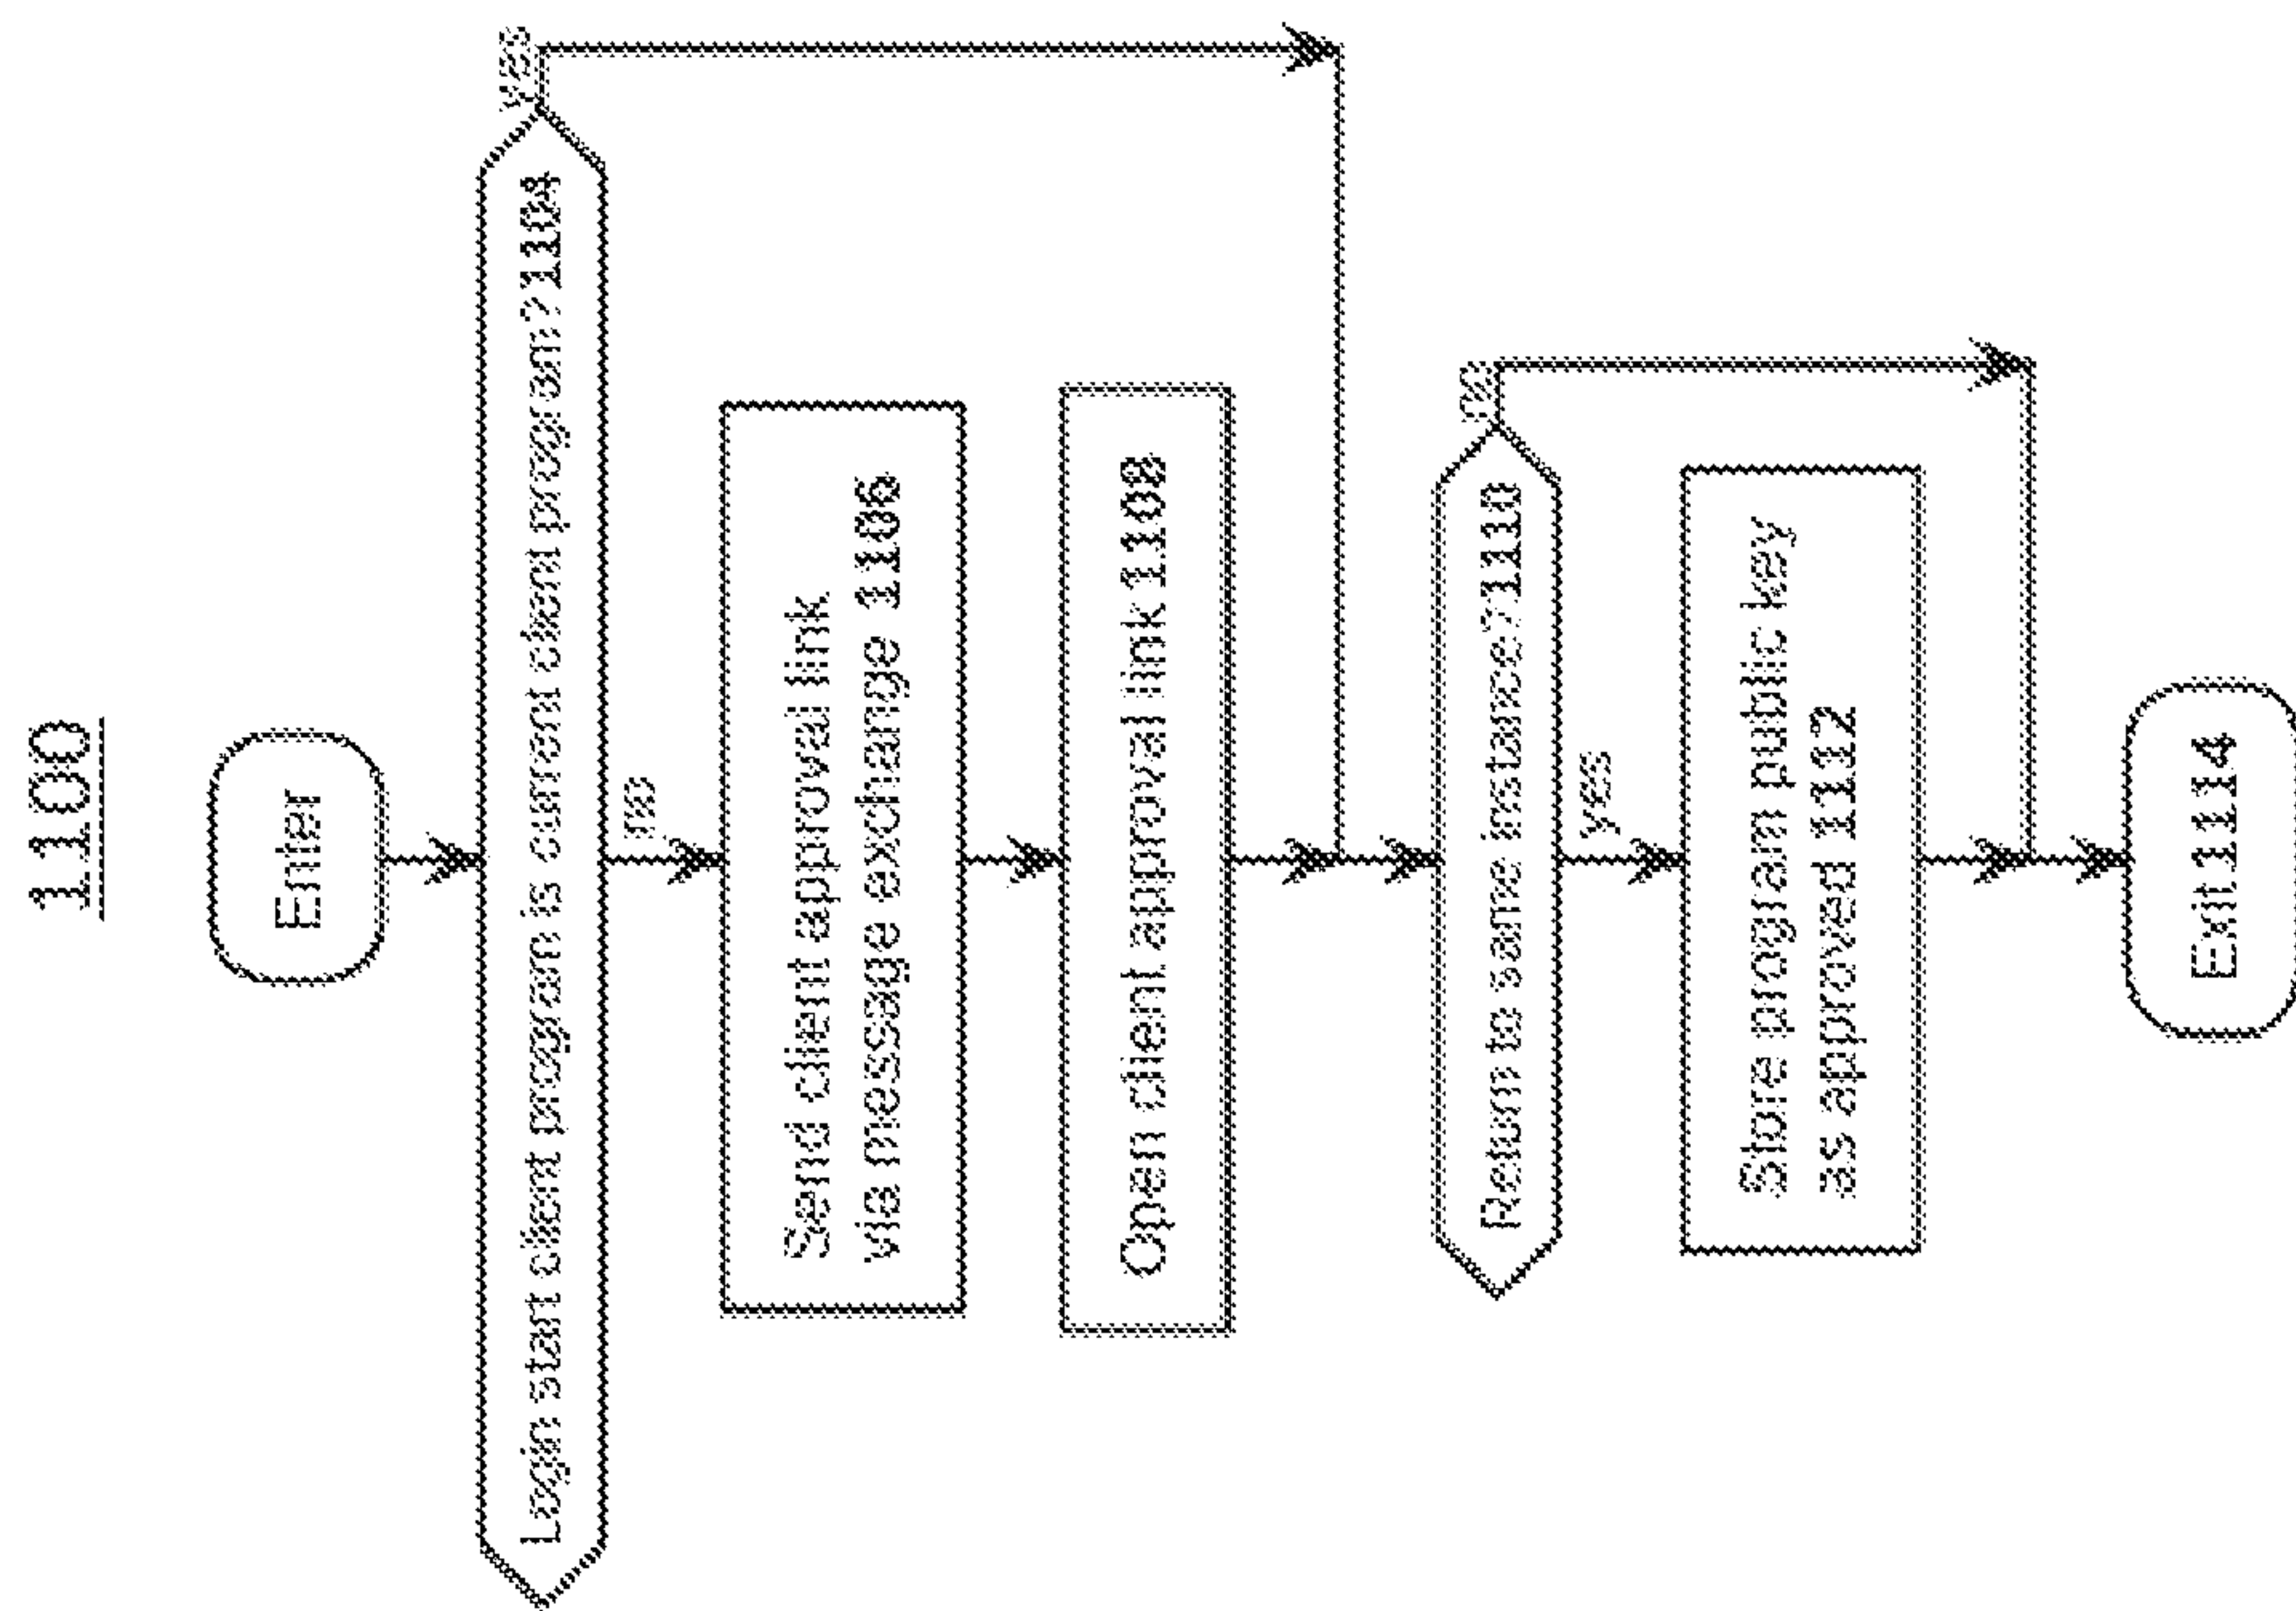 1100
Enter
Login start client program is current client program? 1104
yes
no
Send client approval link
via message exchange 1106
Open client approval link 1108
Return to same instance? 1110
no
yes
Store program public key
as approved 1112
Exit 1114